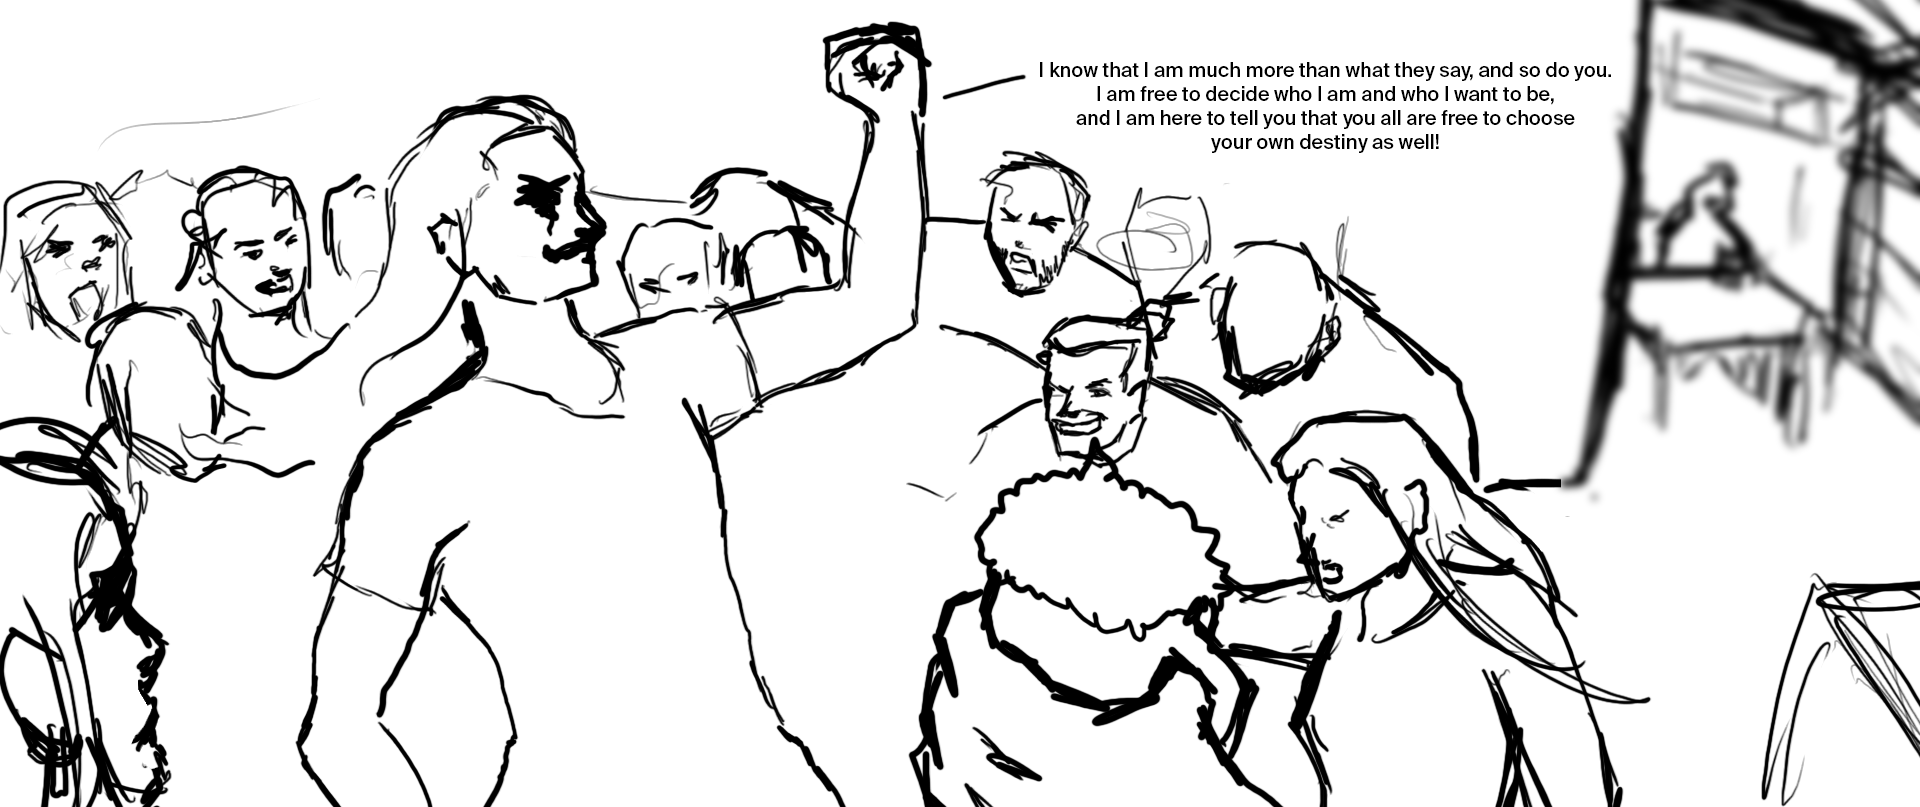 I know that I am much more than what they say, and so do you.
I am free to decide who I am and who I want to be,
and I am here to tell you that you all are free to choose
your own destiny as well!